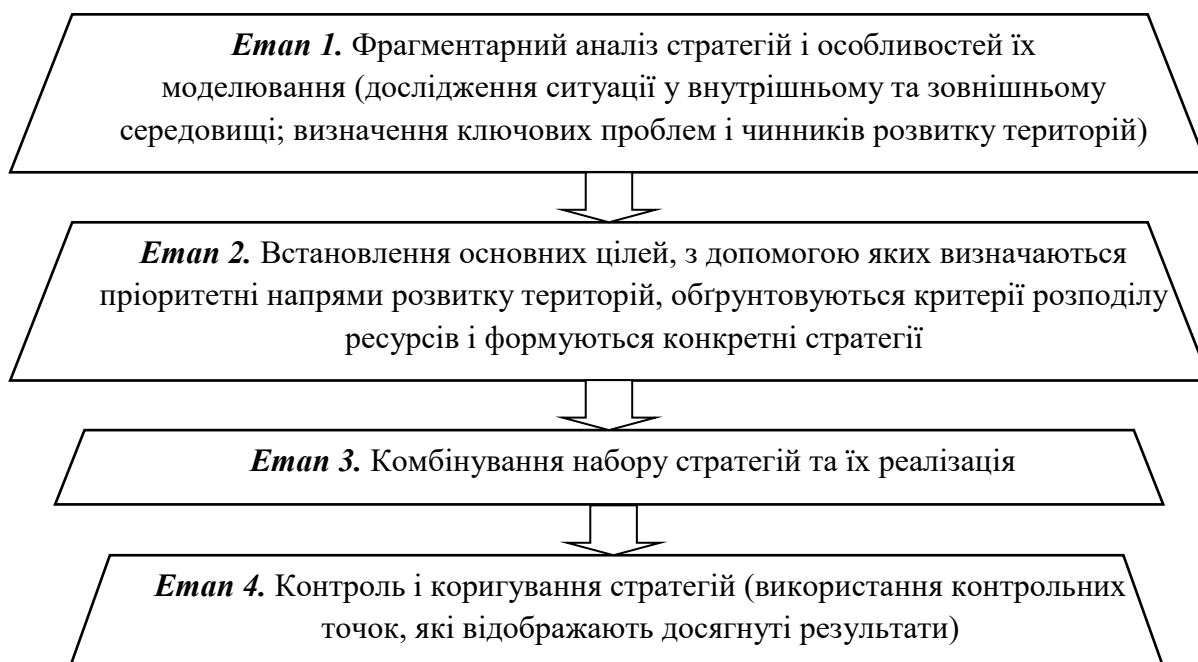 Етап 1. Фрагментарний аналіз стратегій і особливостей їх
моделювання (дослідження ситуації у внутрішньому та зовнішньому
середовищі; визначення ключових проблем і чинників розвитку територій)
Етап 2. Встановлення основних цілей, з допомогою яких визначаються
пріоритетні напрями розвитку територій, обґрунтовуються критерії розподілу
ресурсів і формуються конкретні стратегії
Етап 3. Комбінування набору стратегій та їх реалізація
Етап 4. Контроль і коригування стратегій (використання контрольних
точок, які відображають досягнуті результати)